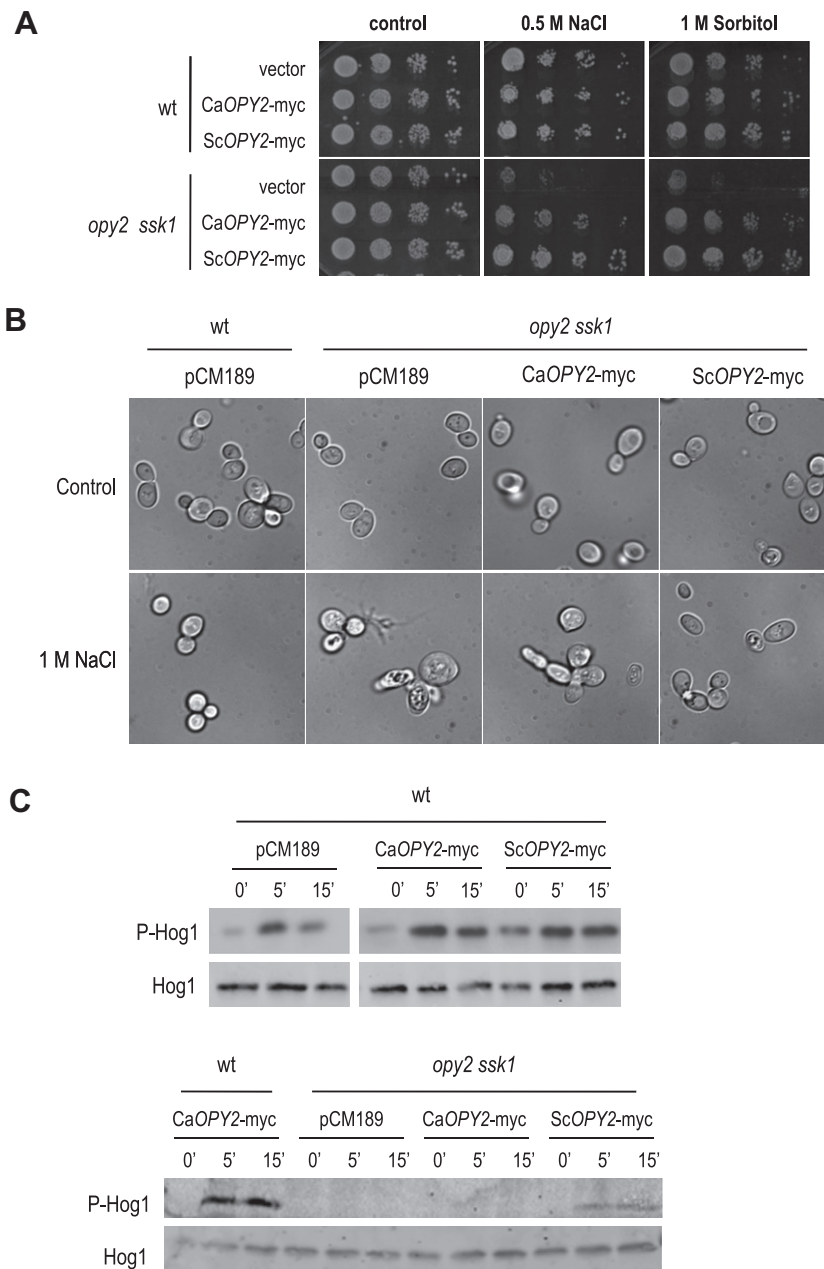 A
control 0.5 M NaCl 1 M Sorbitol
vector
wt CaOPY2-myc
ScOPY2-myc
vector
opy2 ssk1 CaOPY2-myc
ScOPY2-myc
B
wt opy2 ssk1
pCM189 pCM189 CaOPY2-myc ScOPY2-myc
Control
1 M NaCl
C
wt
pCM189 CaOPY2-myc ScOPY2-myc
0’ 5’ 15’ 0’ 5’ 15’ 0’ 5’ 15’
P-Hog1
Hog1
wt opy2 ssk1
CaOPY2-myc pCM189 CaOPY2-myc ScOPY2-myc
0’ 5’ 15’ 0’ 5’ 15’ 0’ 5’ 15’ 0’ 5’ 15’
P-Hog1
Hog1